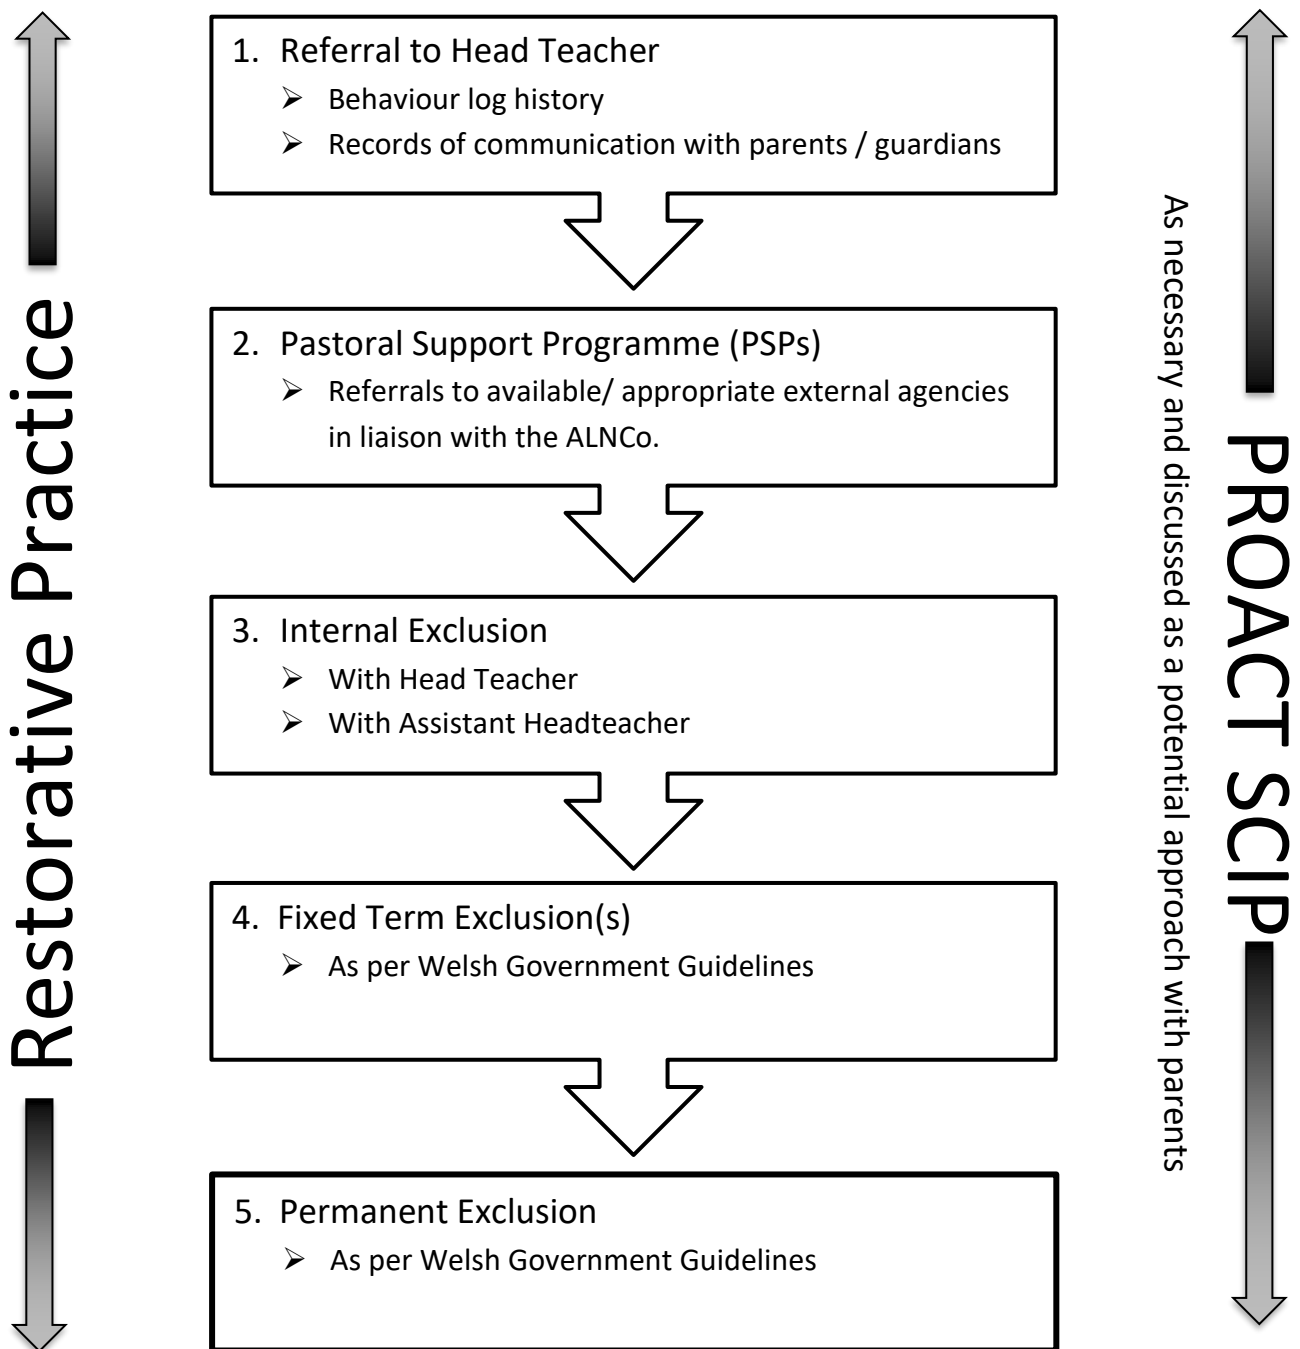 Restorative Practice
1. Referral to Head Teacher
➢ Behaviour log history
➢ Records of communication with parents / guardians
2. Pastoral Support Programme (PSPs)
➢ Referrals to available/ appropriate external agencies
in liaison with the ALNCo.
3. Internal Exclusion
➢ With Head Teacher
➢ With Assistant Headteacher
4. Fixed Term Exclusion(s)
➢ As per Welsh Government Guidelines
5. Permanent Exclusion
➢ As per Welsh Government Guidelines
As necessary and discussed as a potential approach with parents
PROACT SCIP